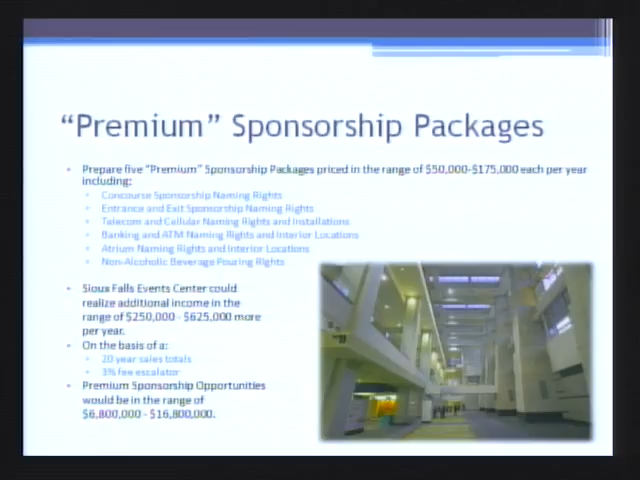 “Premium” Sponsorship Packages
Prepare five “Premium” Sponsorship Packages priced in the range of $50,000-$175,000 each per year
including:
Concourse Sponsorship Naming Rights
Entrance and Exit Sponsorship Naming Rights
Telecom and Cellular Naming Rights and Installations
Banking and ATM Naming Rights and Interior Locations
Atrium Naming Rights and Interior Locations
Non-Alcoholic Beverage Pouring Rights
Sioux Falls Events Center could
realize additional income in the
range of $250,000 - $625,000 more
per year.
On the basis of a:
20 year sales totals
3% fee escalator
Premium Sponsorship Opportunities
would be in the range of
$6,800,000 - $16,800,000.